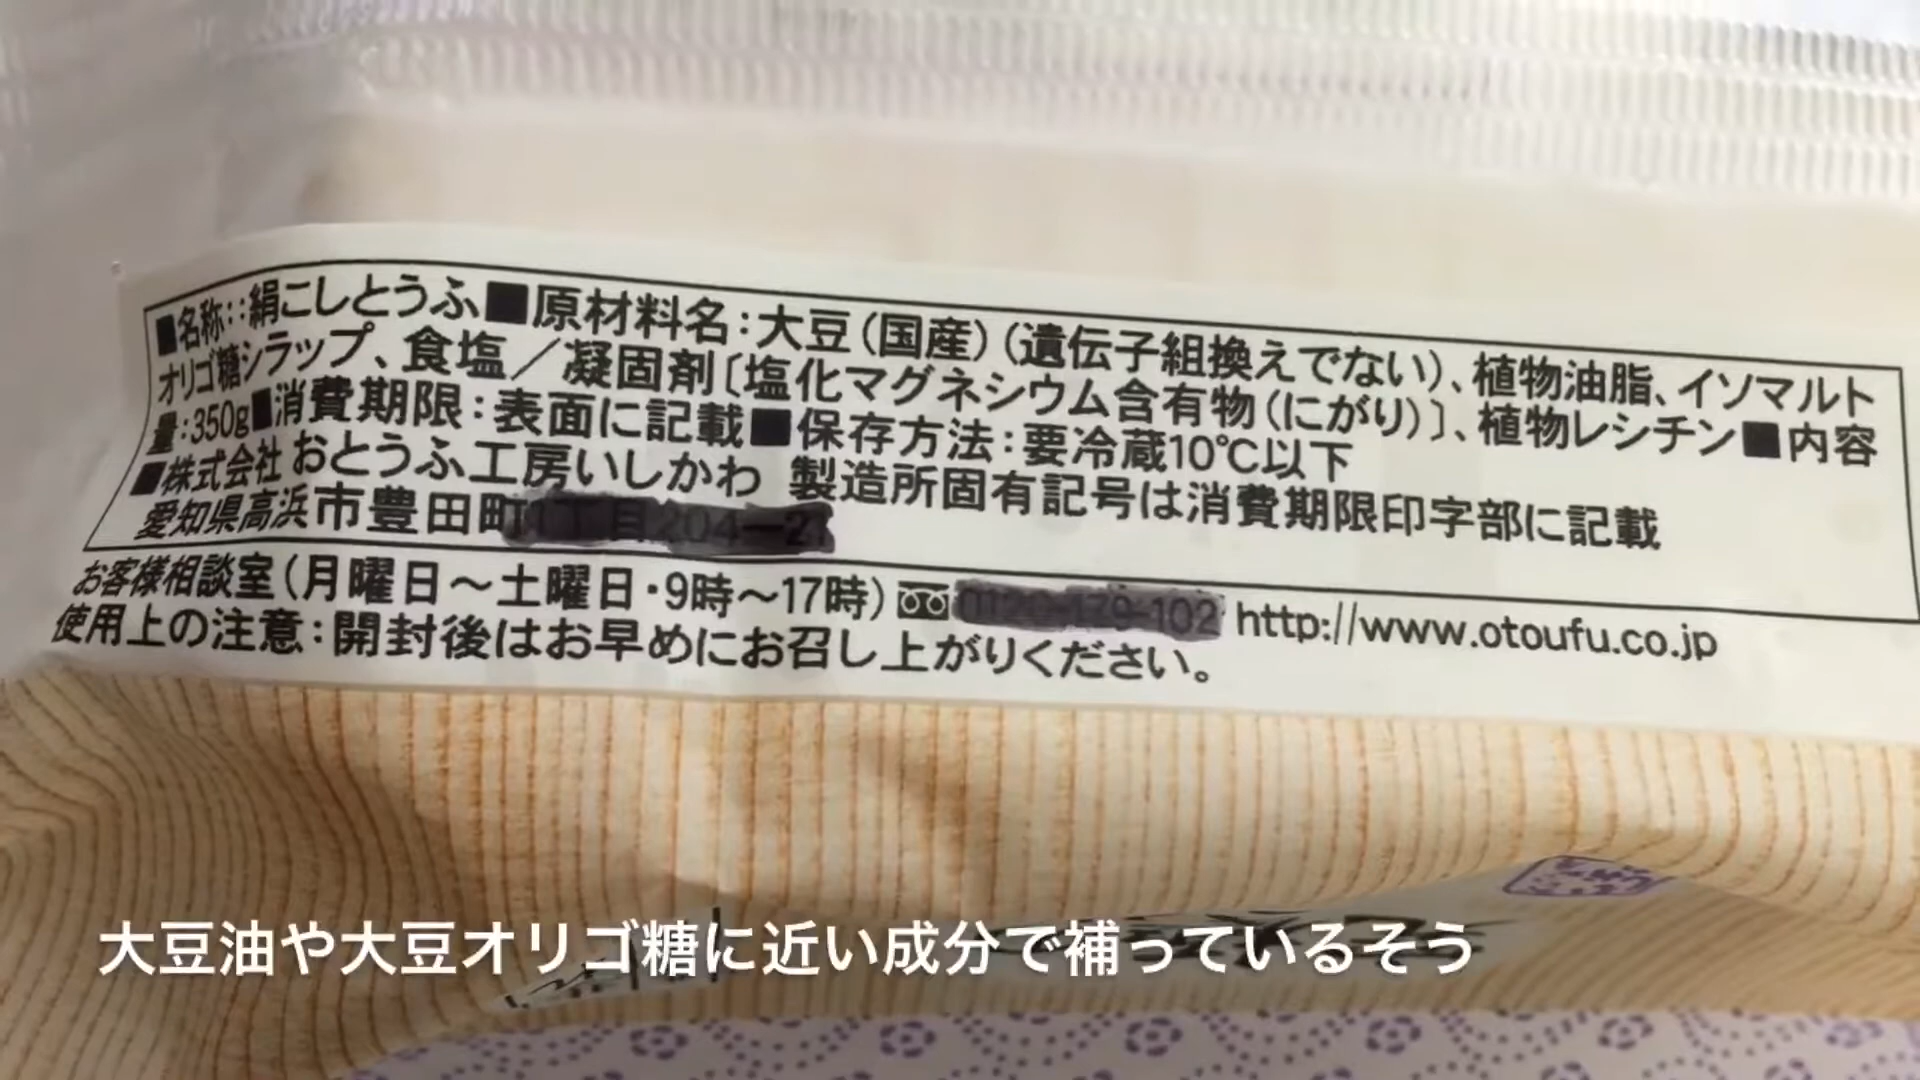 ■名称：：絹こしとうふ■原材料名：大豆（国産）（遺伝子組換えでない）、植物油脂、イソマルト
オリゴ糖シラップ、食塩／凝固剤〔塩化マグネシウム含有物（にがり）〕、植物レシチン■内容
量：350g■消費期限：表面に記載■保存方法：要冷蔵10℃以下
■株式会社 おとうふ工房いしかわ 製造所固有記号は消費期限印字部に記載
愛知県高浜市豊田町
お客様相談室（月曜日～土曜日・9時～17時） http://www.otoufu.co.jp
使用上の注意：開封後はお早めにお召し上がりください。
大豆油や大豆オリゴ糖に近い成分で補っているそう